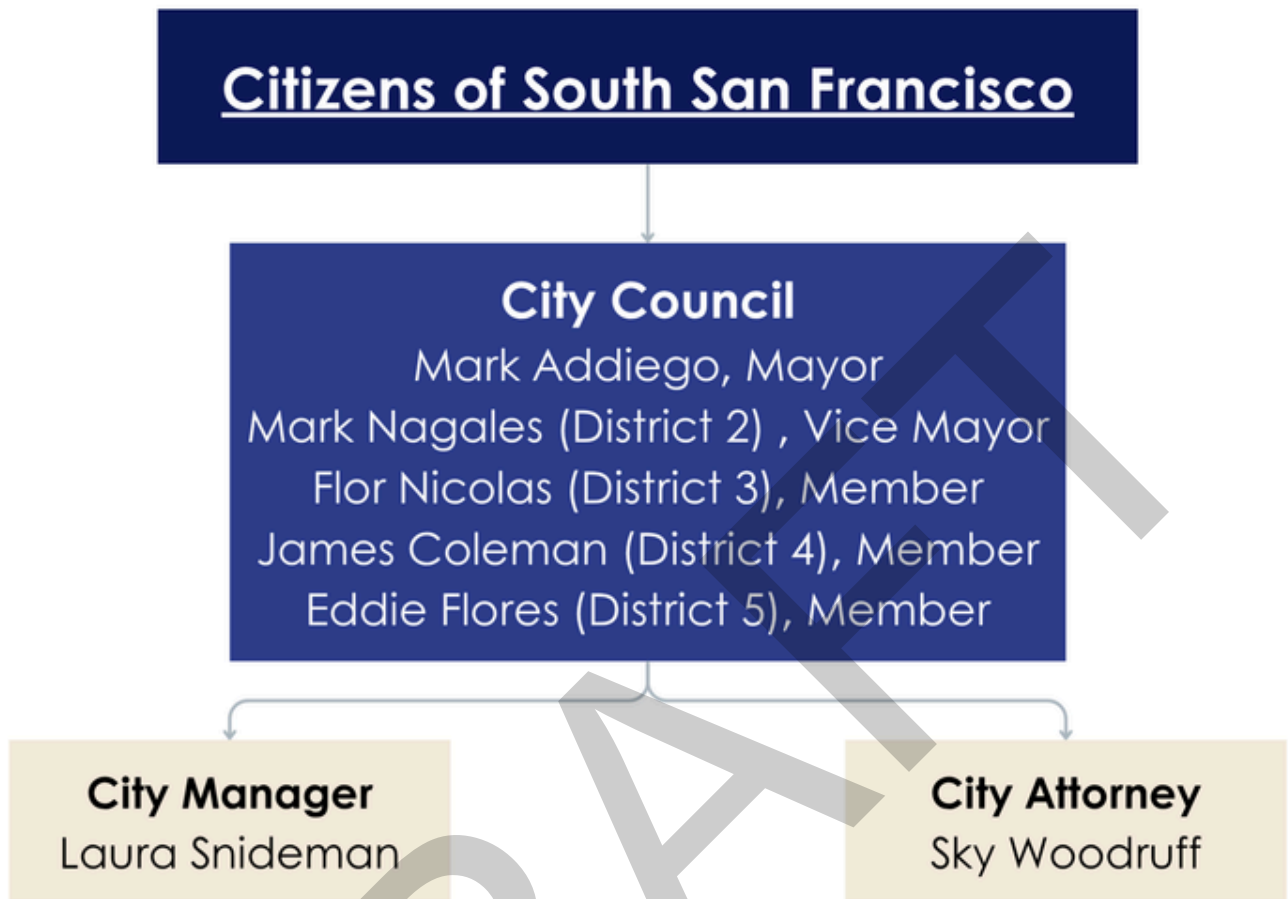 Citizens of South San Francisco
City Council
Mark Addiego, Mayor
Mark Nagales (District 2) , Vice Mayor
Flor Nicolas (District 3), Member
James Coleman (District 4), Member
Eddie Flores (District 5), Member
City Manager
Laura Snideman
City Attorney
Sky Woodruff